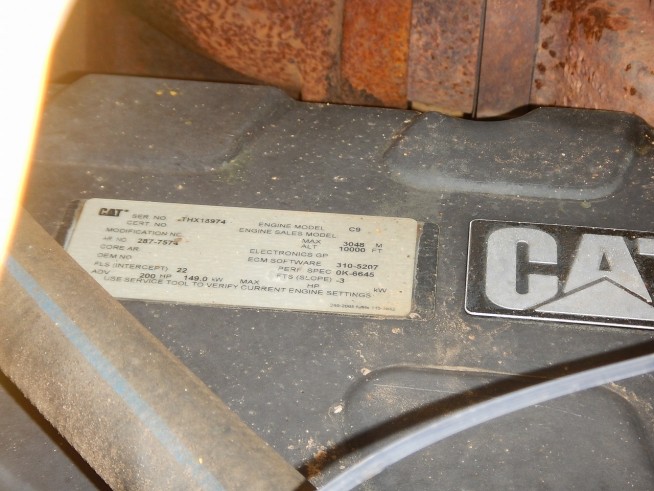 CAT SER. NO. THX15974 ENGINE MODEL C9
CERT. NO ENGINE SALES MODEL
MODIFICATION NO MAX 3048 M
NO 287-7574 ALT 10000 FT
CORE AR ELECTRONICS GP
OEM NO ECM SOFTWARE 310-5207
FLS (INTERCEPT) 22 PERF SPEC 0K-6645
ADV 200 HP 149.0 kW FTS (SLOPE) -3
MAX HP kW
USE SERVICE TOOL TO VERIFY CURRENT ENGINE SETTINGS
CAT